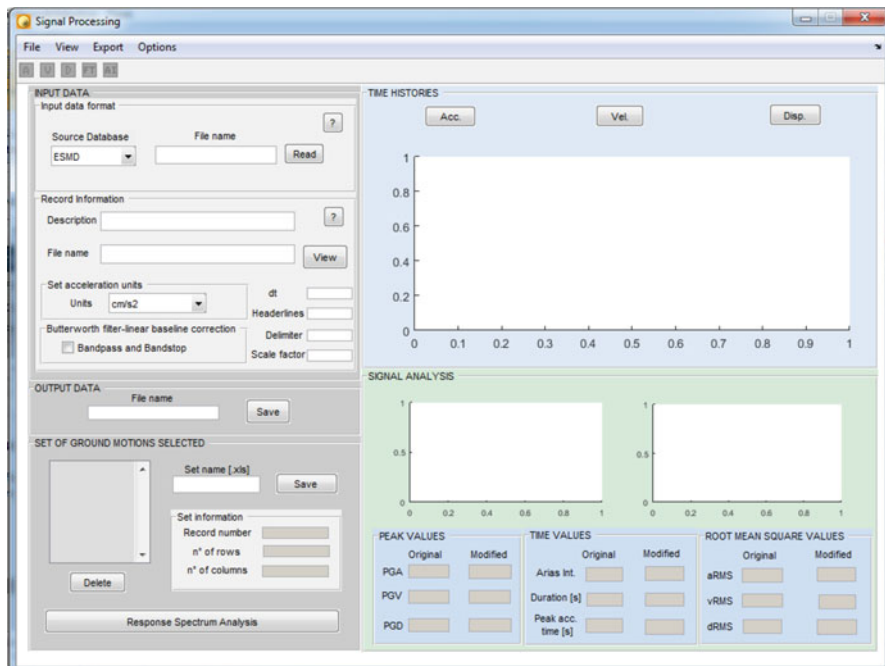 Signal Processing
File View Export Options
A V D FT AI
INPUT DATA
Input data format
?
Source Database
File name
ESMD
Read
Record Information
Description
?
File name
View
Set acceleration units
Units
cm/s2
dt
Headerlines
Butterworth filter-linear baseline correction
Bandpass and Bandstop
Delimiter
Scale factor
OUTPUT DATA
File name
Save
SET OF GROUND MOTIONS SELECTED
Set name [.xls]
Save
Set information
Record number
n° of rows
n° of columns
Delete
Response Spectrum Analysis
TIME HISTORIES
Acc. Vel. Disp.
1
0.8
0.6
0.4
0.2
0
0 0.1 0.2 0.3 0.4 0.5 0.6 0.7 0.8 0.9 1
SIGNAL ANALYSIS
1
0.5
0
0 0.2 0.4 0.6 0.8 1
1
0.5
0
0 0.2 0.4 0.6 0.8 1
PEAK VALUES
Original Modified
PGA
PGV
PGD
TIME VALUES
Original Modified
Arias Int.
Duration [s]
Peak acc.
time [s]
ROOT MEAN SQUARE VALUES
Original Modified
aRMS
vRMS
dRMS